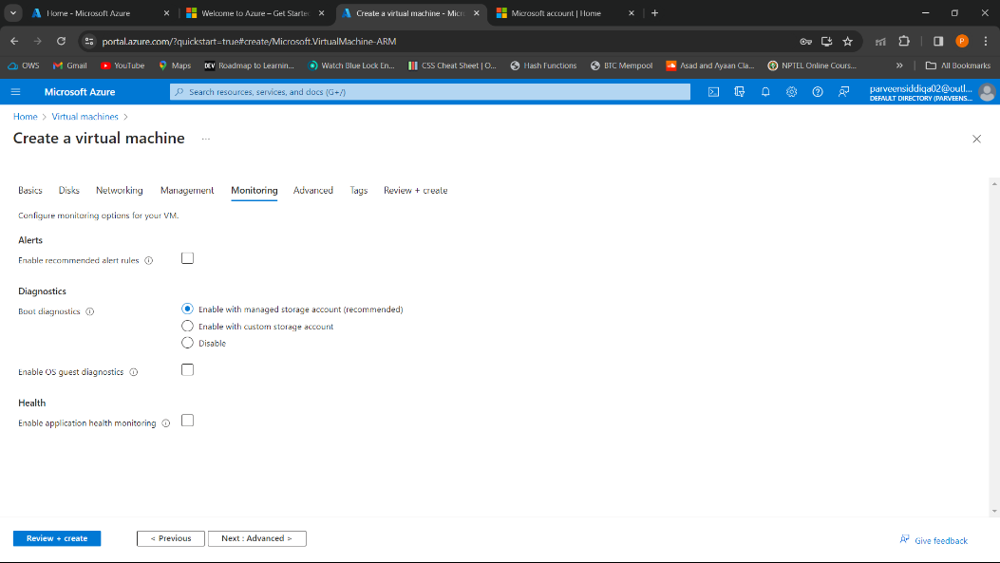 Home - Microsoft Azure
Welcome to Azure – Get Starte
Create a virtual machine - Micr
Microsoft account | Home
portal.azure.com/?quickstart=true#create/Microsoft.VirtualMachine-ARM
P
OWS
Gmail
YouTube
Maps
DEV Roadmap to Learnin...
Watch Blue Lock En...
CSS Cheat Sheet | O...
Hash Functions
BTC Mempool
Asad and Ayaan Cla...
NPTEL Online Cours...
All Bookmarks
Microsoft Azure
Search resources, services, and docs (G+/)
parveensiddiqa02@outl...
DEFAULT DIRECTORY (PARVEENS...
Home > Virtual machines >
Create a virtual machine ...
Basics Disks Networking Management Monitoring Advanced Tags Review + create
Configure monitoring options for your VM.
Alerts
Enable recommended alert rules
Diagnostics
Boot diagnostics
Enable with managed storage account (recommended)
Enable with custom storage account
Disable
Enable OS guest diagnostics
Health
Enable application health monitoring
Review + create
< Previous
Next : Advanced >
Give feedback